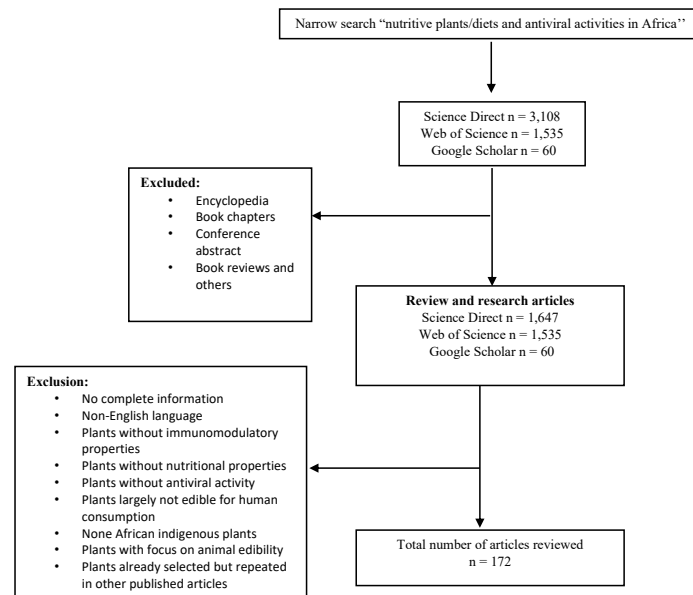 Narrow search “nutritive plants/diets and antiviral activities in Africa’’
Science Direct n = 3,108
Web of Science n = 1,535
Google Scholar n = 60
Excluded:
• Encyclopedia
• Book chapters
• Conference
abstract
• Book reviews and
others
Review and research articles
Science Direct n = 1,647
Web of Science n = 1,535
Google Scholar n = 60
Exclusion:
• No complete information
• Non-English language
• Plants without immunomodulatory
properties
• Plants without nutritional properties
• Plants without antiviral activity
• Plants largely not edible for human
consumption
• None African indigenous plants
• Plants with focus on animal edibility
• Plants already selected but repeated
in other published articles
Total number of articles reviewed
n = 172